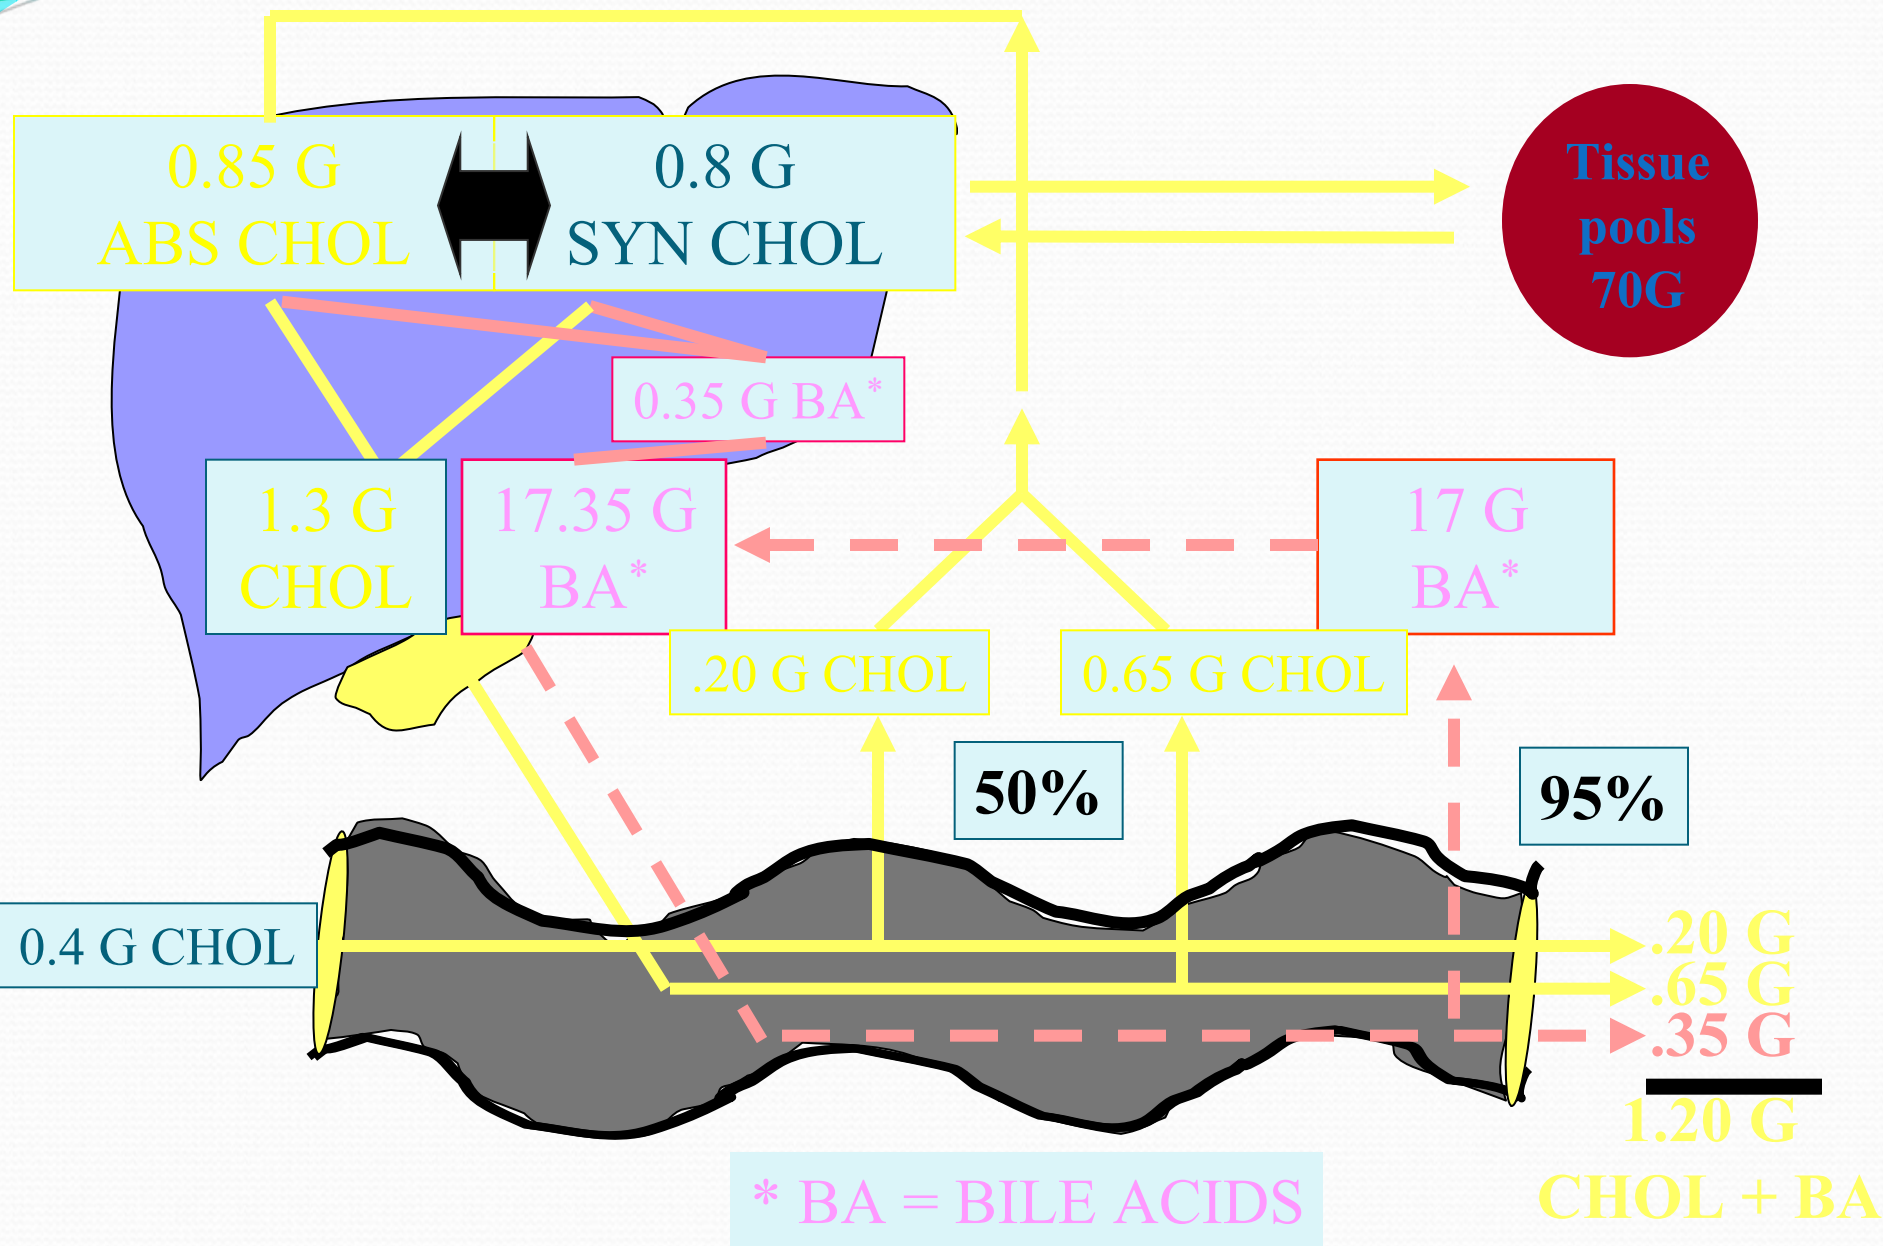 0.85 G
ABS CHOL
0.8 G
SYN CHOL
Tissue
pools
70G
0.35 G BA*
1.3 G
CHOL
17.35 G
BA*
17 G
BA*
.20 G CHOL
0.65 G CHOL
50%
95%
0.4 G CHOL
.20 G
.65 G
.35 G
1.20 G
CHOL + BA
* BA = BILE ACIDS